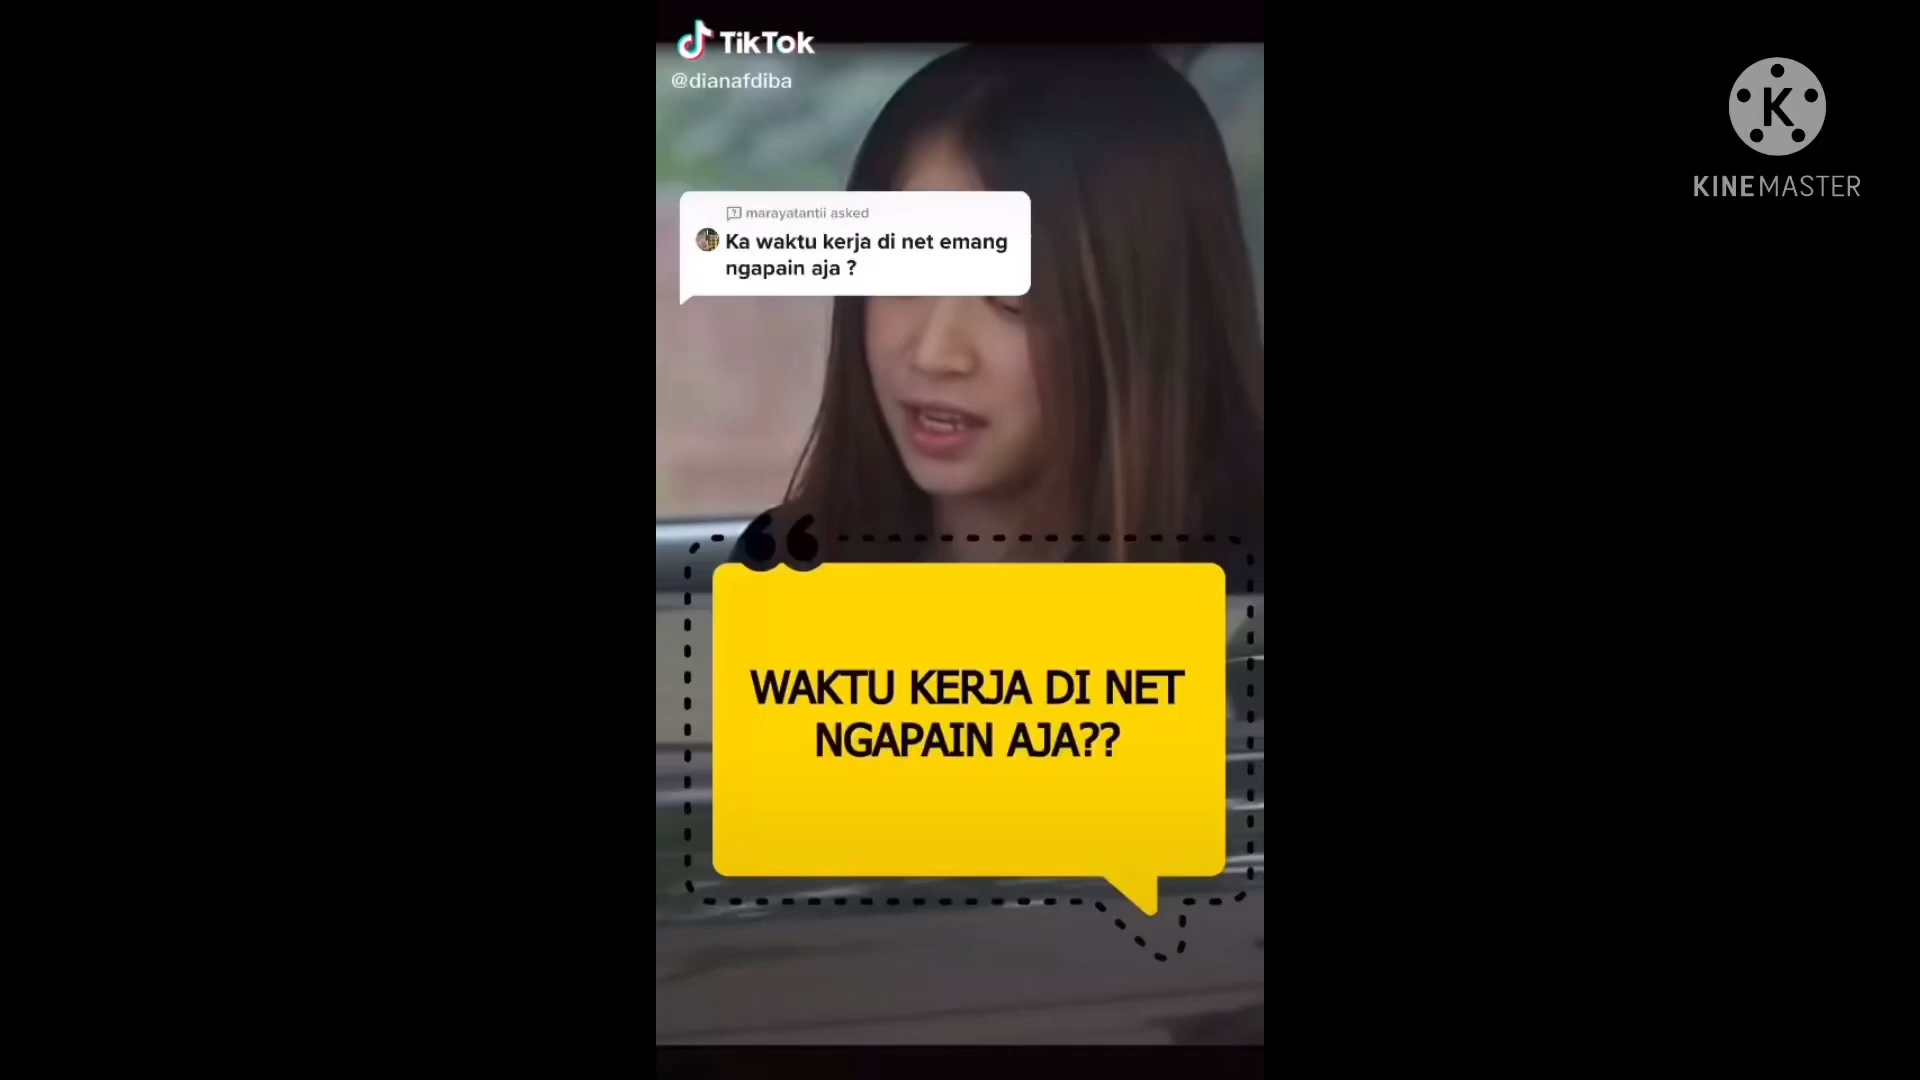 TikTok
@dianafdiba
marayatantii asked
Ka waktu kerja di net emang
ngapain aja ?
WAKTU KERJA DI NET
NGAPAIN AJA??
K
KINEMASTER